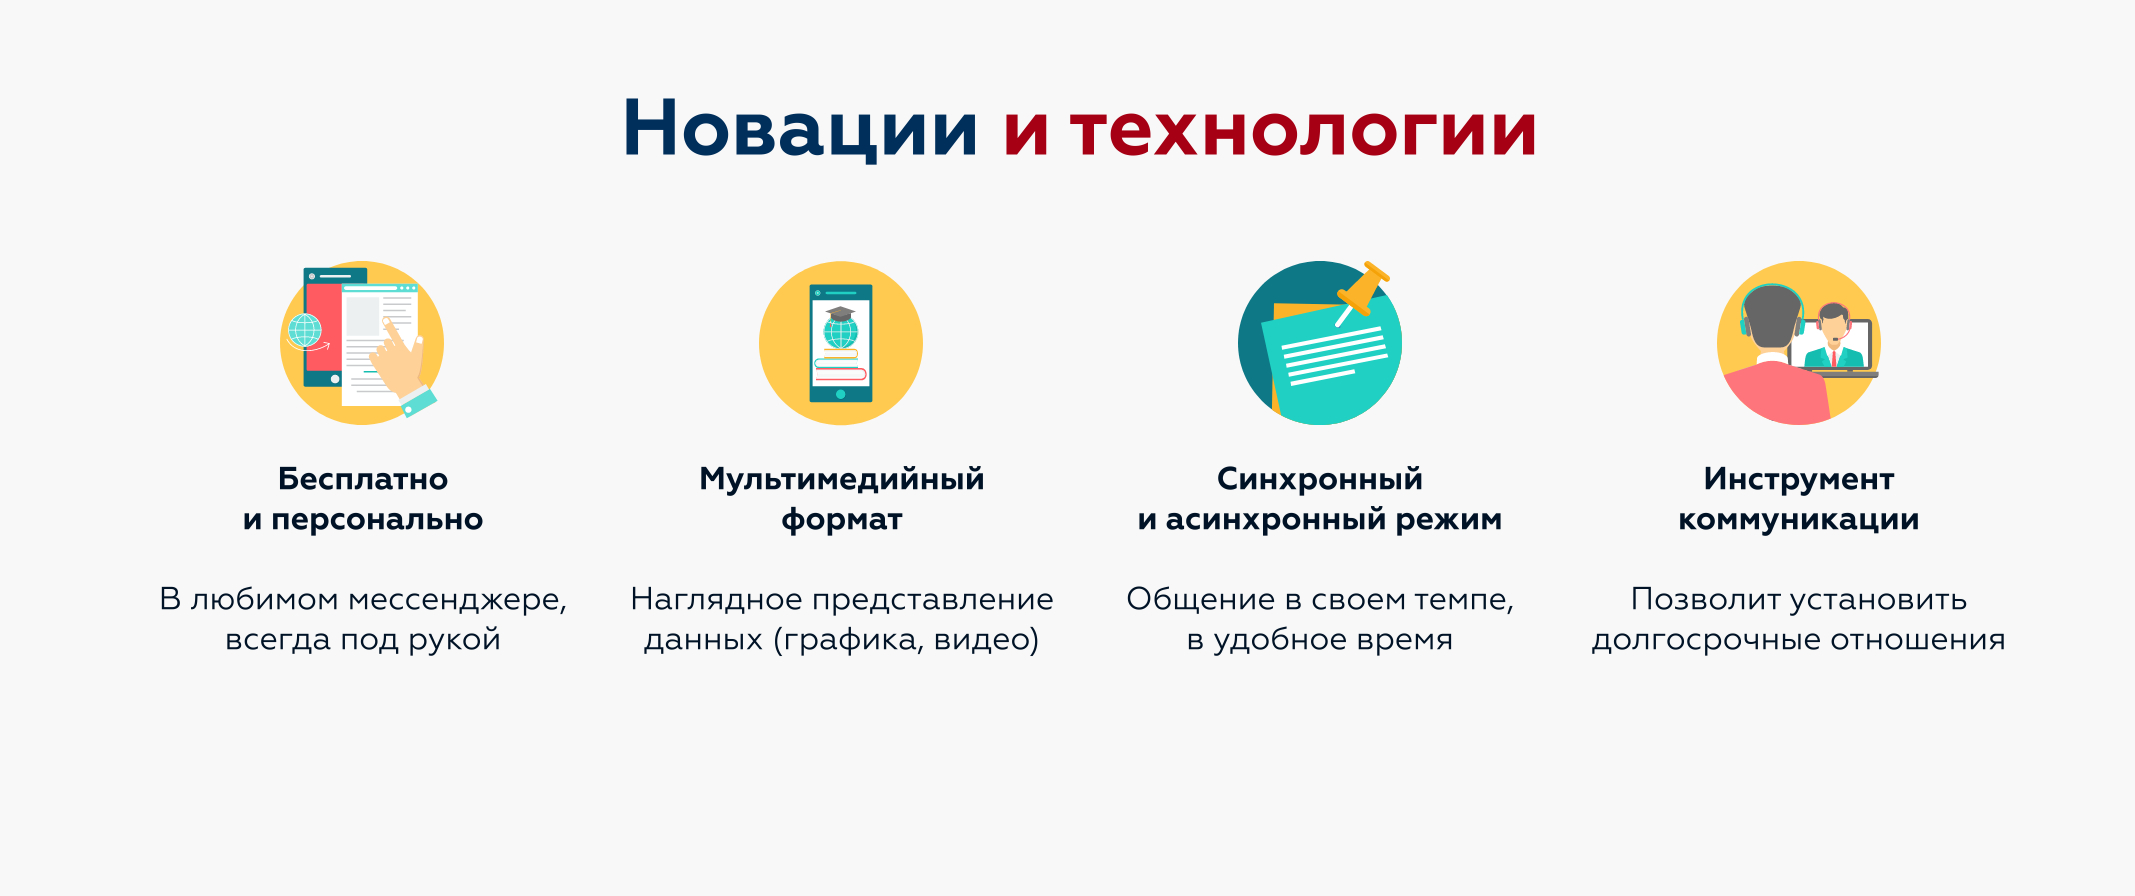 Новации и технологии
Бесплатно
и персонально
В любимом мессенджере,
всегда под рукой
Мультимедийный
формат
Наглядное представление
данных (графика, видео)
Синхронный
и асинхронный режим
Общение в своем темпе,
в удобное время
Инструмент
коммуникации
Позволит установить
долгосрочные отношения